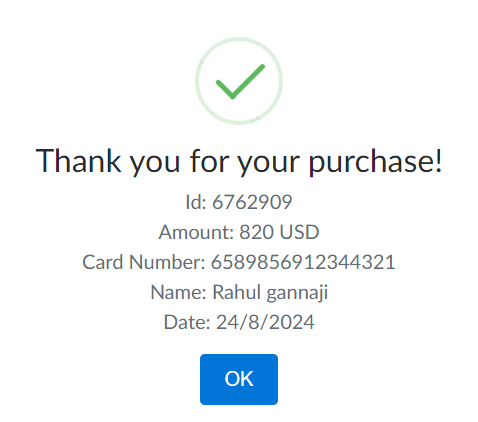 Thank you for your purchase!
Id: 6762909
Amount: 820 USD
Card Number: 6589856912344321
Name: Rahul gannaji
Date: 24/8/2024
OK